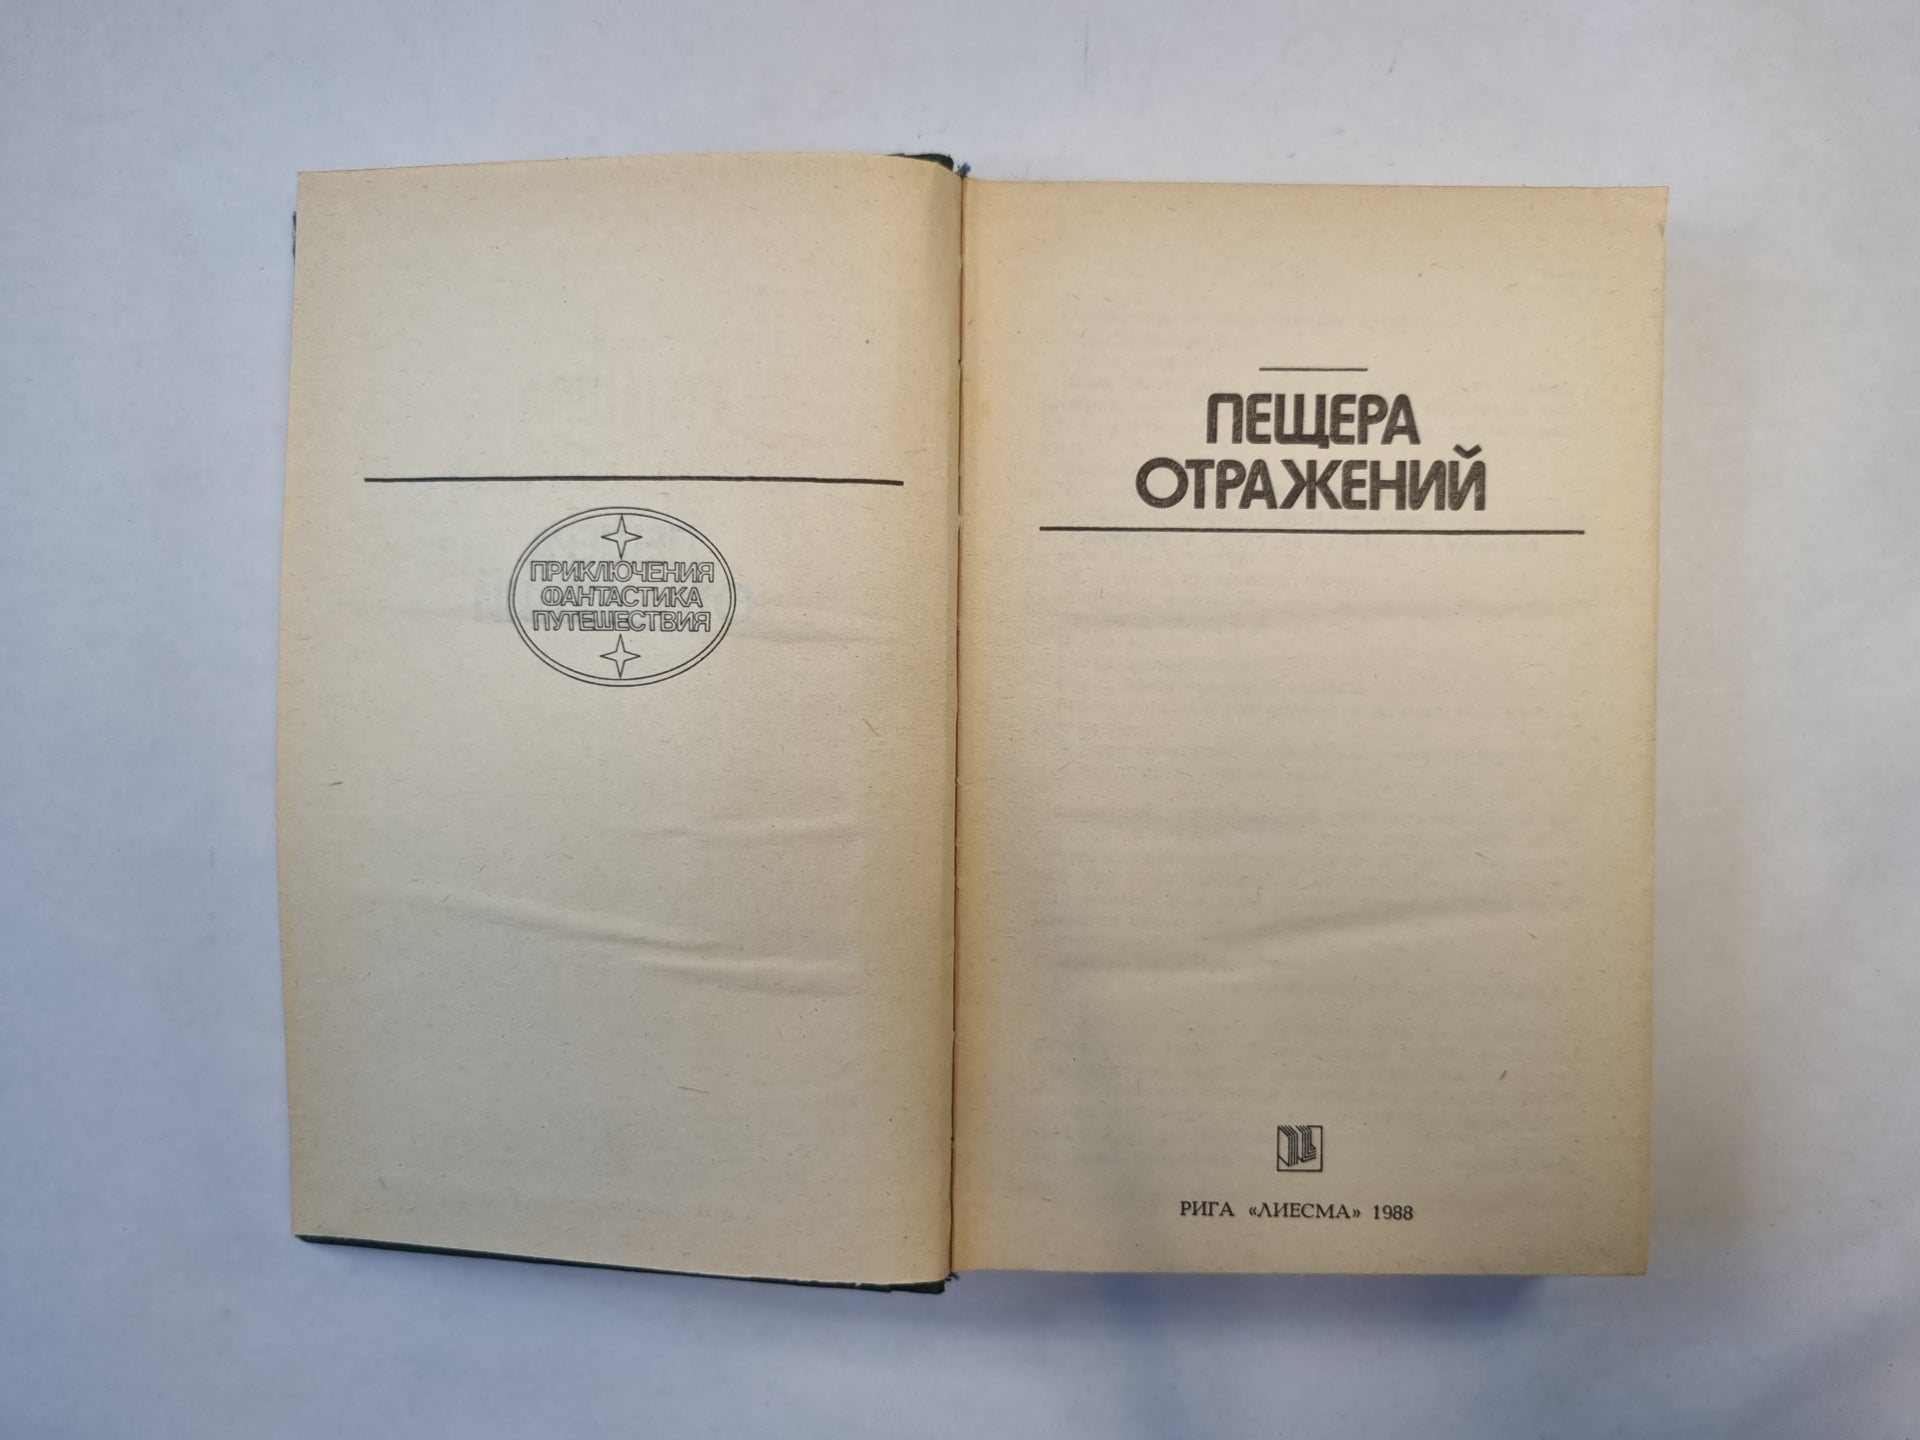 ПРИКЛЮЧЕНИЯ
ФАНТАСТИКА
ПУТЕШЕСТВИЯ
ПЕЩЕРА
ОТРАЖЕНИЙ
РИГА «ЛИЕСМА» 1988